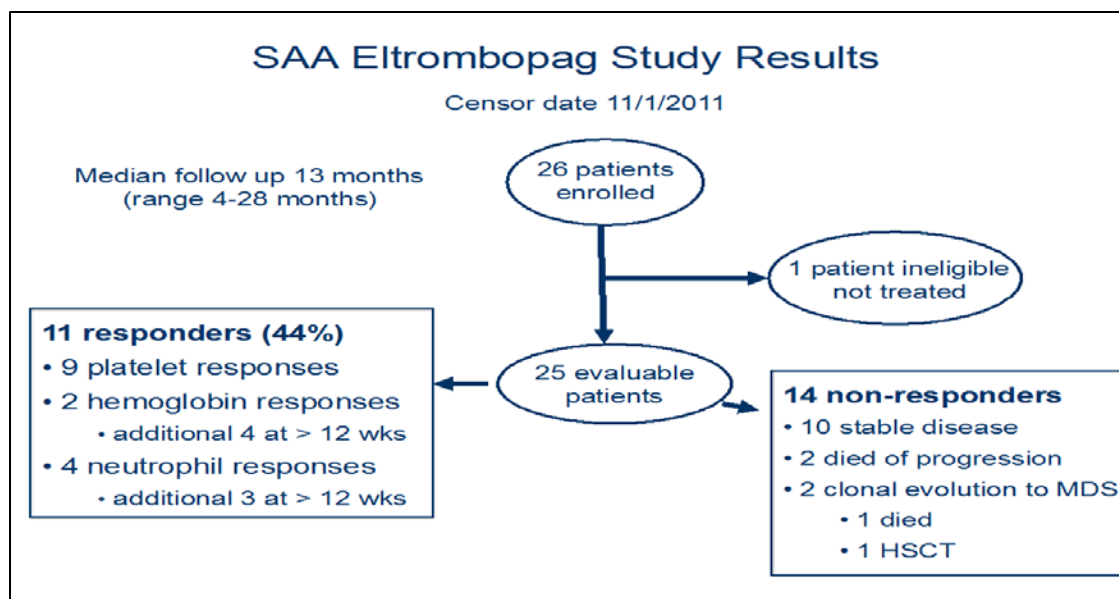 SAA Eltrombopag Study Results
Censor date 11/1/2011
Median follow up 13 months
(range 4-28 months)
26 patients
enrolled
1 patient ineligible
not treated
25 evaluable
patients
11 responders (44%)
• 9 platelet responses
• 2 hemoglobin responses
• additional 4 at > 12 wks
• 4 neutrophil responses
• additional 3 at > 12 wks
14 non-responders
• 10 stable disease
• 2 died of progression
• 2 clonal evolution to MDS
• 1 died
• 1 HSCT